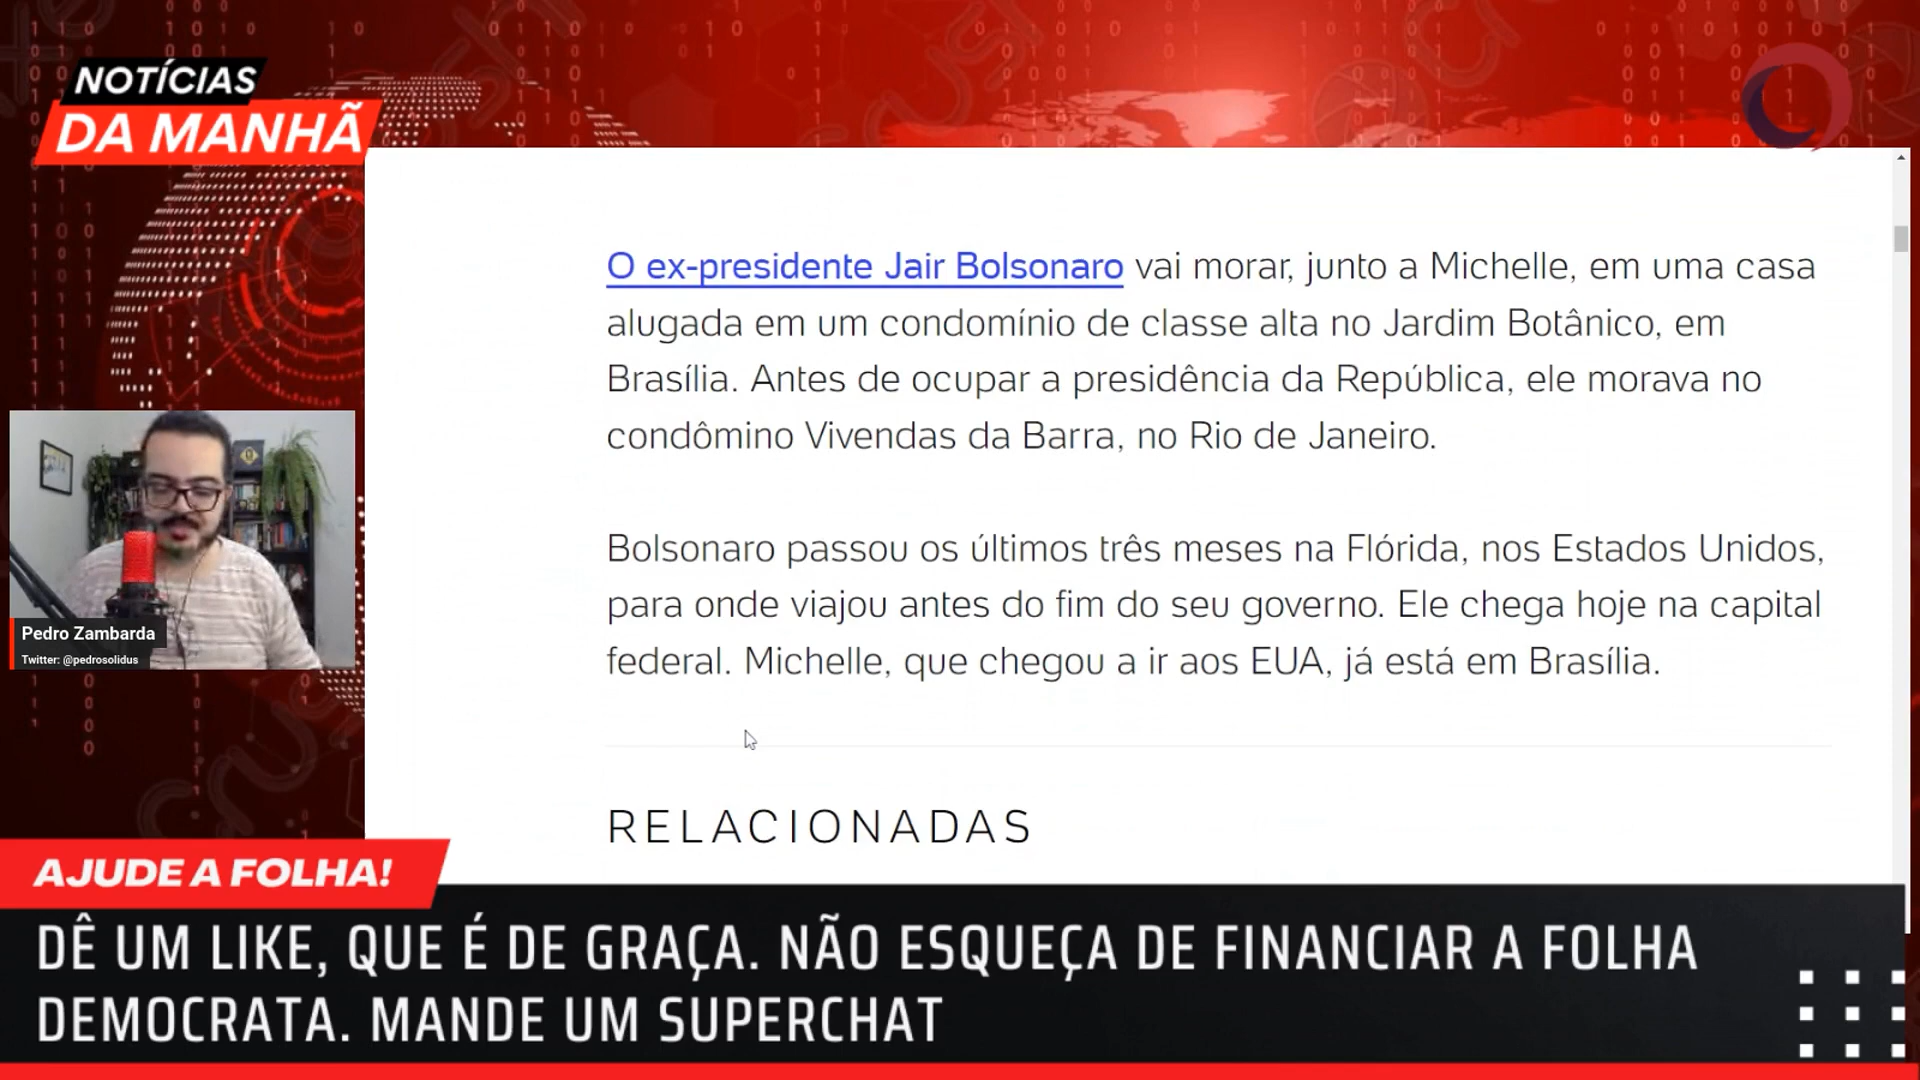 NOTÍCIAS
DA MANHÃ
O ex-presidente Jair Bolsonaro vai morar, junto a Michelle, em uma casa
alugada em um condomínio de classe alta no Jardim Botânico, em
Brasília. Antes de ocupar a presidência da República, ele morava no
condômino Vivendas da Barra, no Rio de Janeiro.
Bolsonaro passou os últimos três meses na Flórida, nos Estados Unidos,
para onde viajou antes do fim do seu governo. Ele chega hoje na capital
federal. Michelle, que chegou a ir aos EUA, já está em Brasília.
RELACIONADAS
Pedro Zambarda
Twitter: @pedrosolidus
AJUDE A FOLHA!
DÊ UM LIKE, QUE É DE GRAÇA. NÃO ESQUEÇA DE FINANCIAR A FOLHA
DEMOCRATA. MANDE UM SUPERCHAT